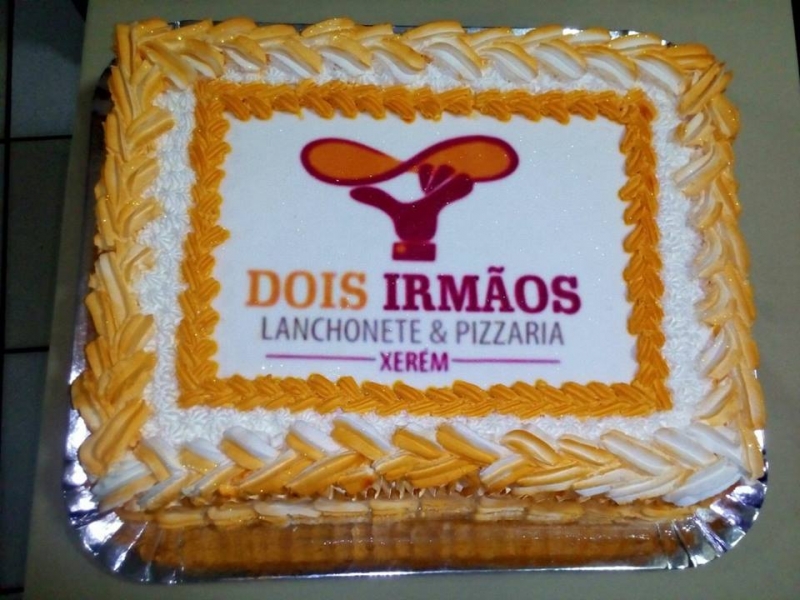 DOIS IRMÃOS
LANCHONETE & PIZZARIA
XERÉM